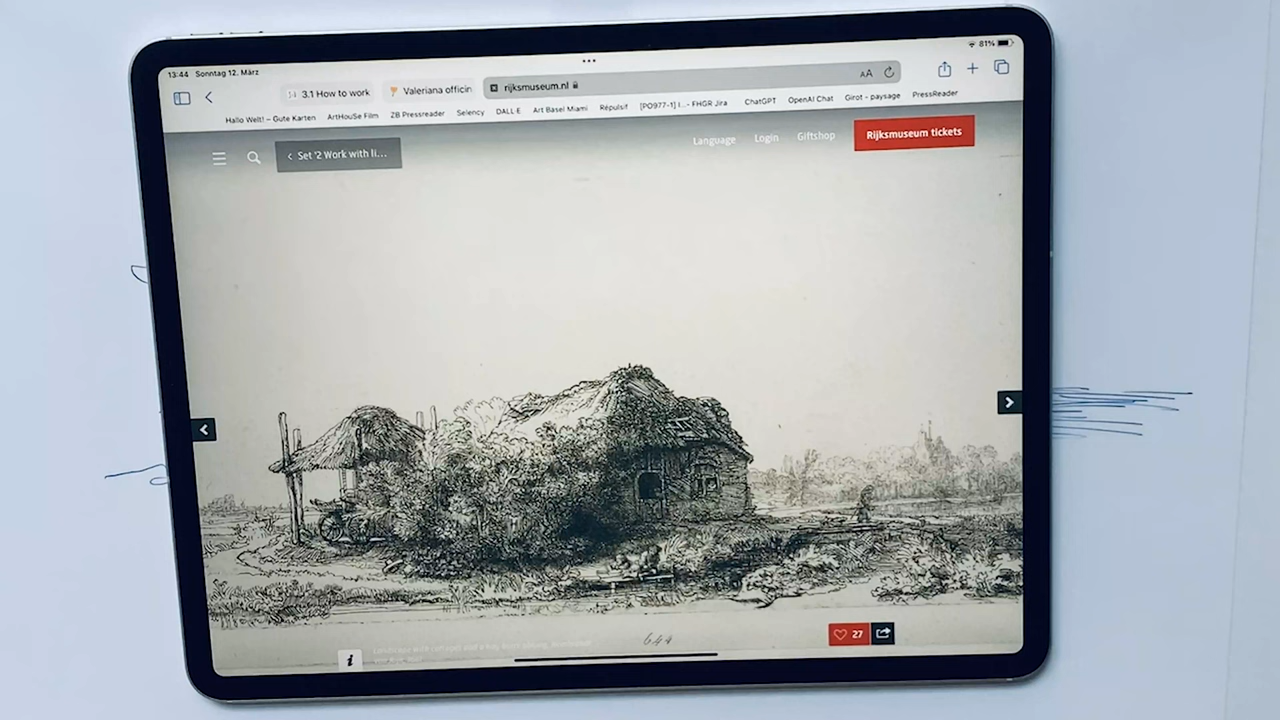 13:44 Sonntag 12. März
81%
3.1 How to work
Valeriana officin
rijksmuseum.nl
AA
Hallo Welt! – Gute Karten ArtHouSe Film ZB Pressreader Selency DALL E Art Basel Miami Répulsif [PO977-1] I...- FHGR Jira ChatGPT OpenAI Chat Girot - paysage PressReader
Set '2 Work with li...
Language Login Giftshop Rijksmuseum tickets
644
27
i